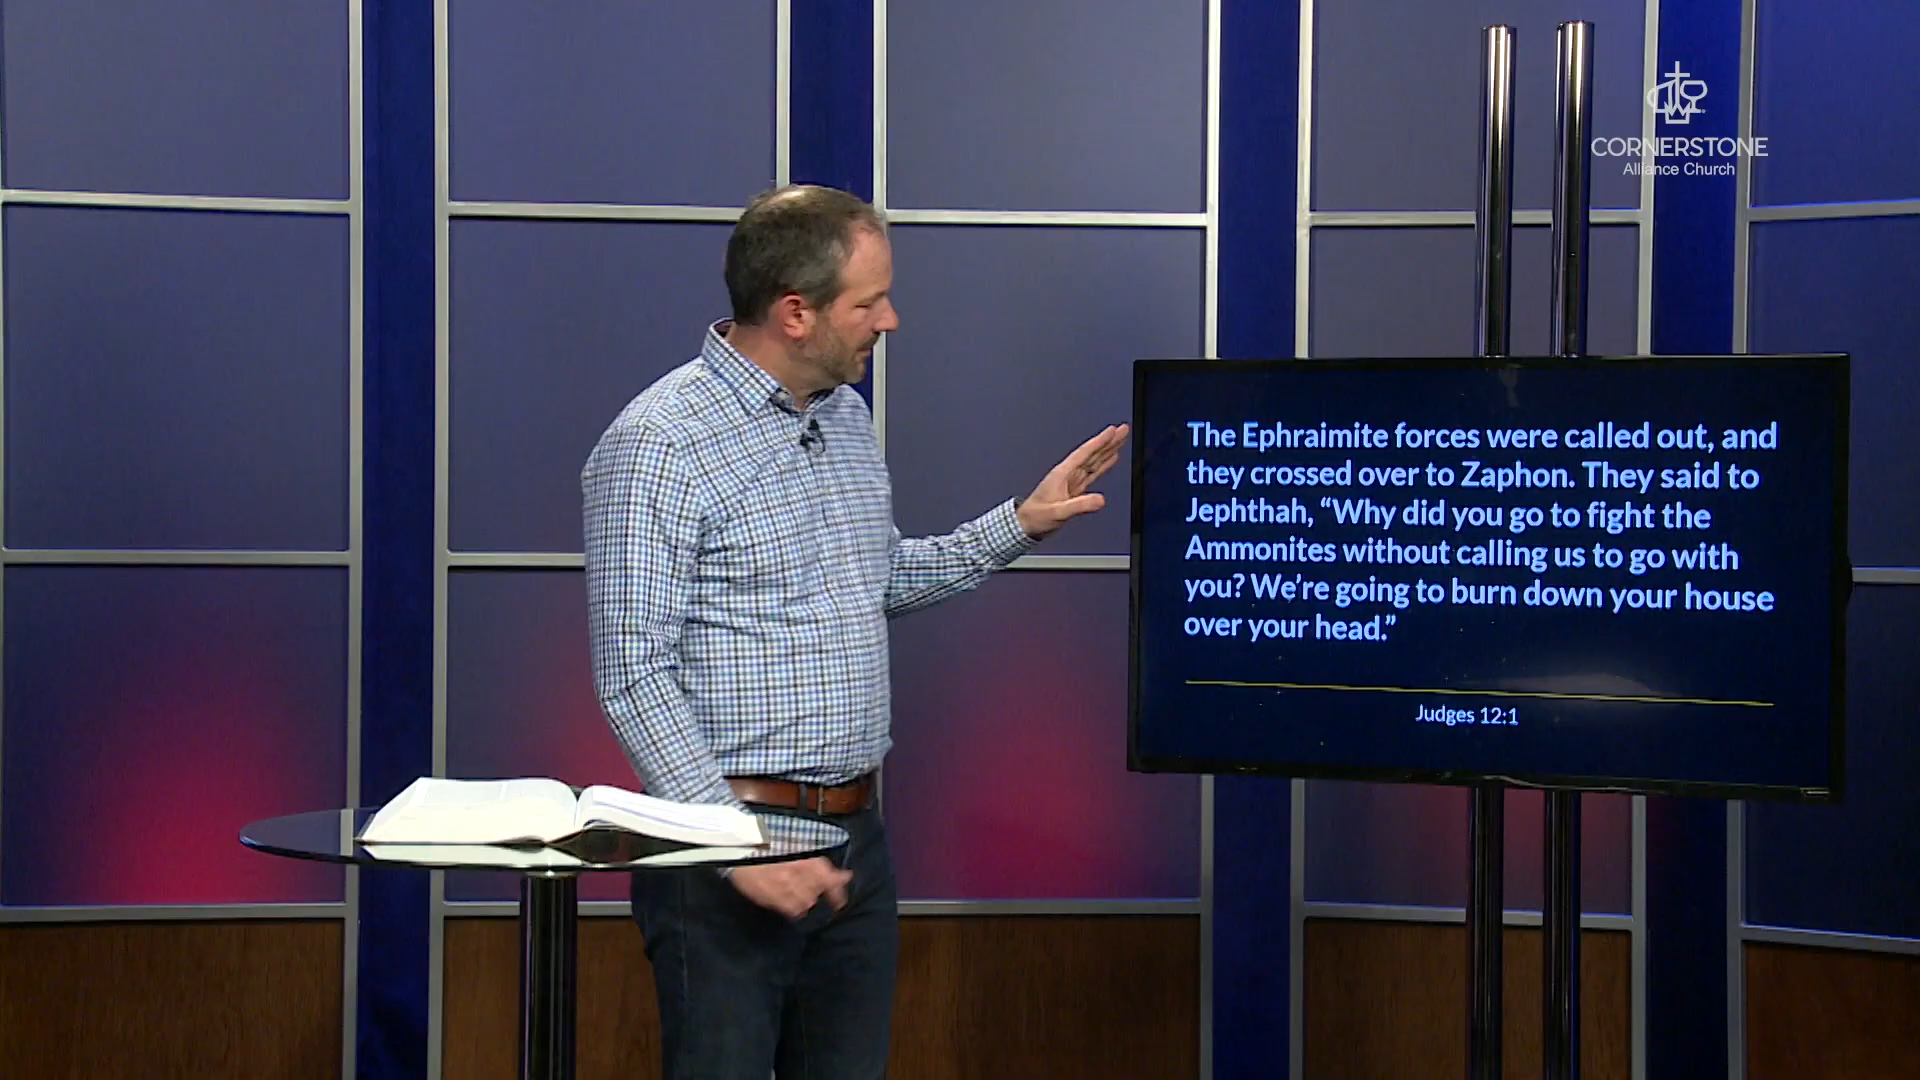 CORNERSTONE
Alliance Church
The Ephraimite forces were called out, and
they crossed over to Zaphon. They said to
Jephthah, “Why did you go to fight the
Ammonites without calling us to go with
you? We’re going to burn down your house
over your head.”
Judges 12:1